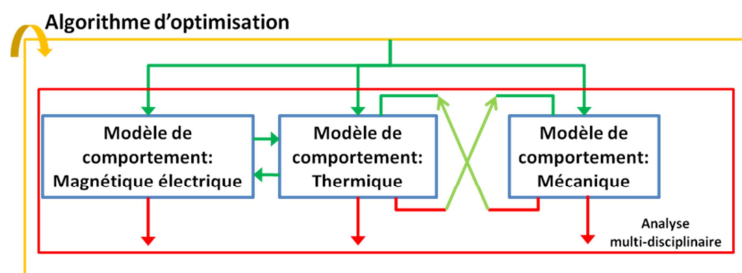 Algorithme d'optimisation
Modèle de
comportement:
Magnétique électrique
Modèle de
comportement:
Thermique
Modèle de
comportement:
Mécanique
Analyse
multi-disciplinaire